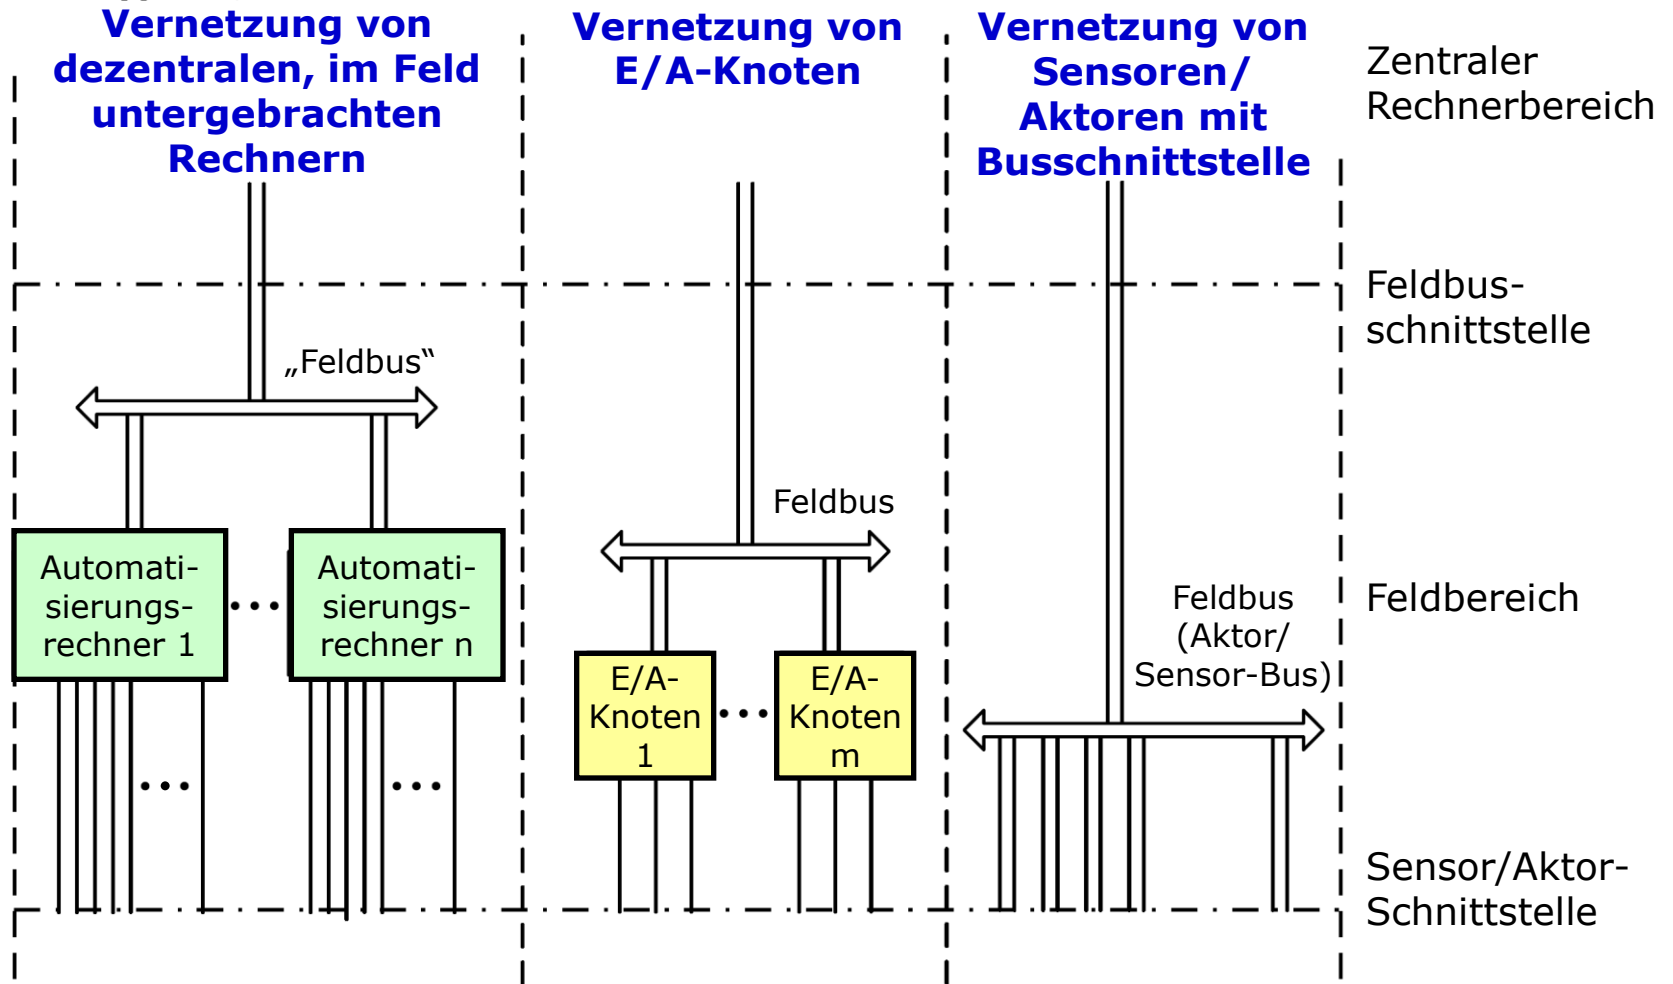 Vernetzung von
dezentralen, im Feld
untergebrachten
Rechnern
Vernetzung von
E/A-Knoten
Vernetzung von
Sensoren/
Aktoren mit
Busschnittstelle
Zentraler
Rechnerbereich
Feldbus-
schnittstelle
„Feldbus“
Feldbus
Automati-
sierungs-
rechner 1
...
Automati-
sierungs-
rechner n
Feldbus
(Aktor/
Sensor-Bus)
Feldbereich
E/A-
Knoten
1
...
E/A-
Knoten
m
...
...
Sensor/Aktor-
Schnittstelle